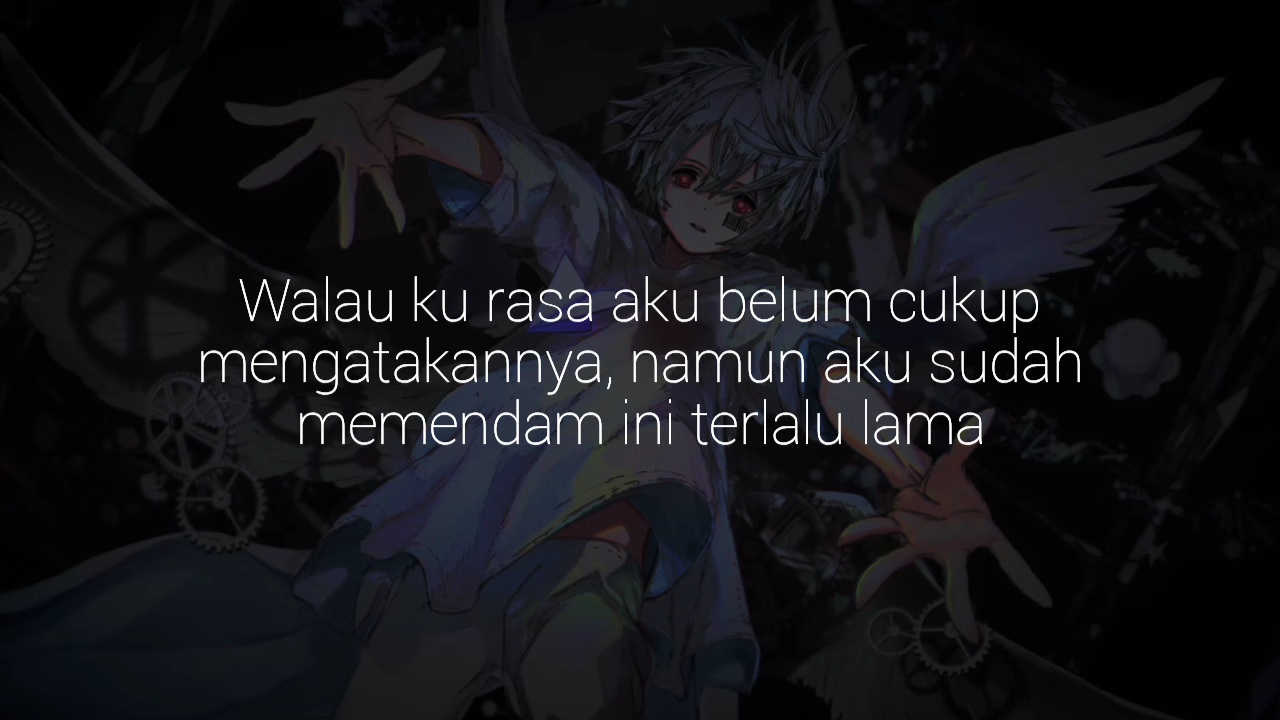 Walau ku rasa aku belum cukup
mengatakannya, namun aku sudah
memendam ini terlalu lama